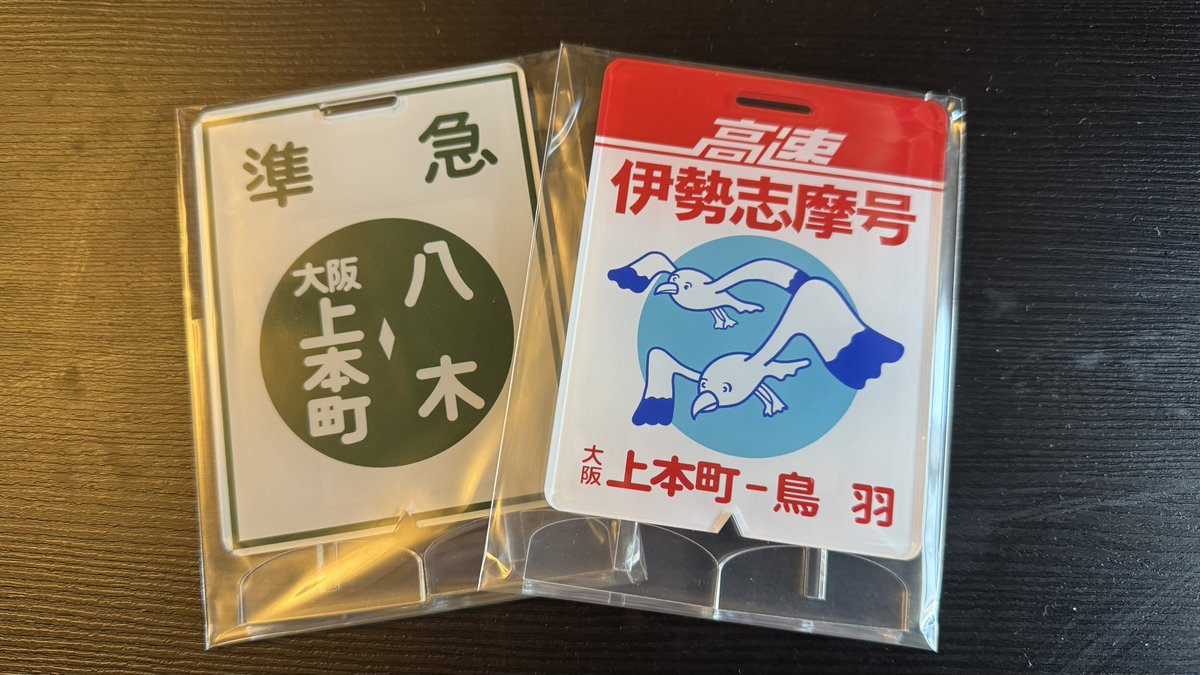 準急
大阪上本町
八木
高速
伊勢志摩号
大阪上本町-鳥羽